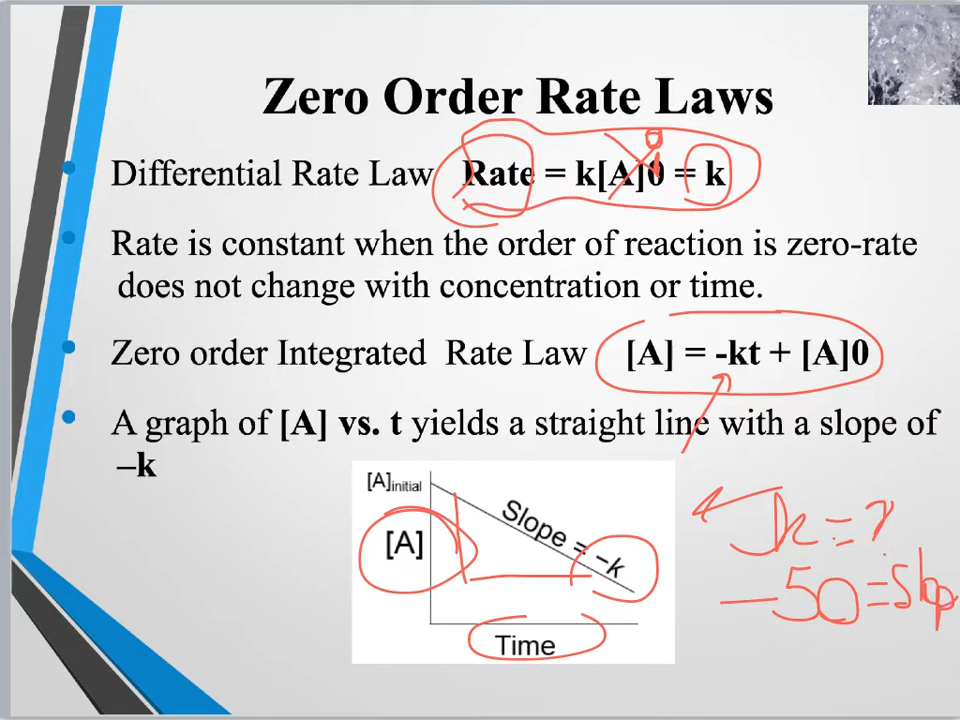 Zero Order Rate Laws
Differential Rate Law Rate = k[A]0 = k
0
Rate is constant when the order of reaction is zero-rate
does not change with concentration or time.
Zero order Integrated Rate Law [A] = -kt + [A]0
A graph of [A] vs. t yields a straight line with a slope of
–k
[A]initial
[A]
Slope = –k
Time
k = ?
-50 = slop